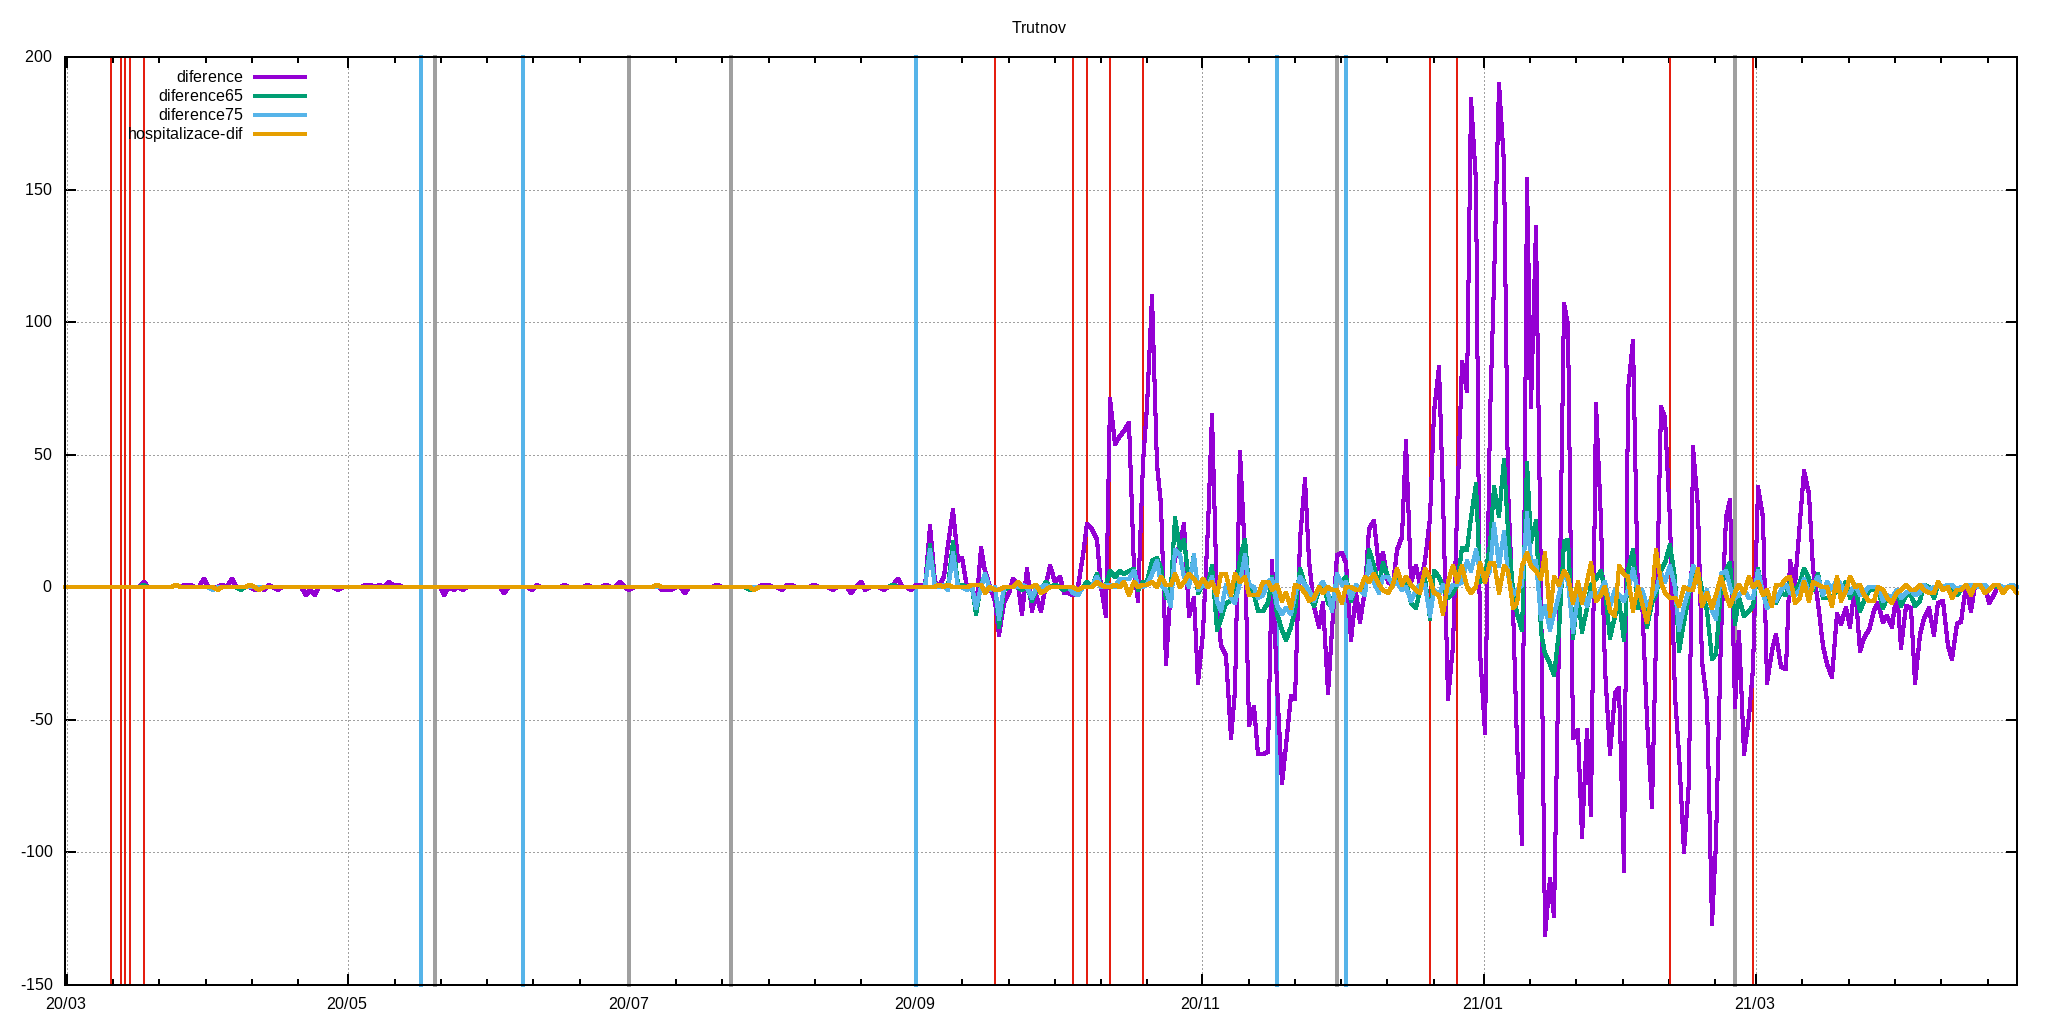 Trutnov
200
150
100
50
0
-50
-100
-150
diference
diference65
diference75
hospitalizace-dif
20/03 20/05 20/07 20/09 20/11 21/01 21/03